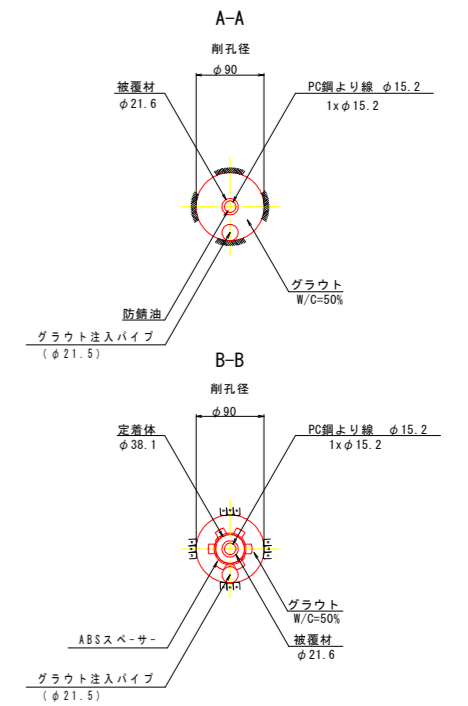 A-A
削孔径
φ90
被覆材
φ21.6
PC鋼より線 φ15.2
1xφ15.2
グラウト
W/C=50%
防錆油
グラウト注入パイプ
(φ21.5)
B-B
削孔径
φ90
定着体
φ38.1
PC鋼より線 φ15.2
1xφ15.2
グラウト
W/C=50%
ABSスペーサー
被覆材
φ21.6
グラウト注入パイプ
(φ21.5)